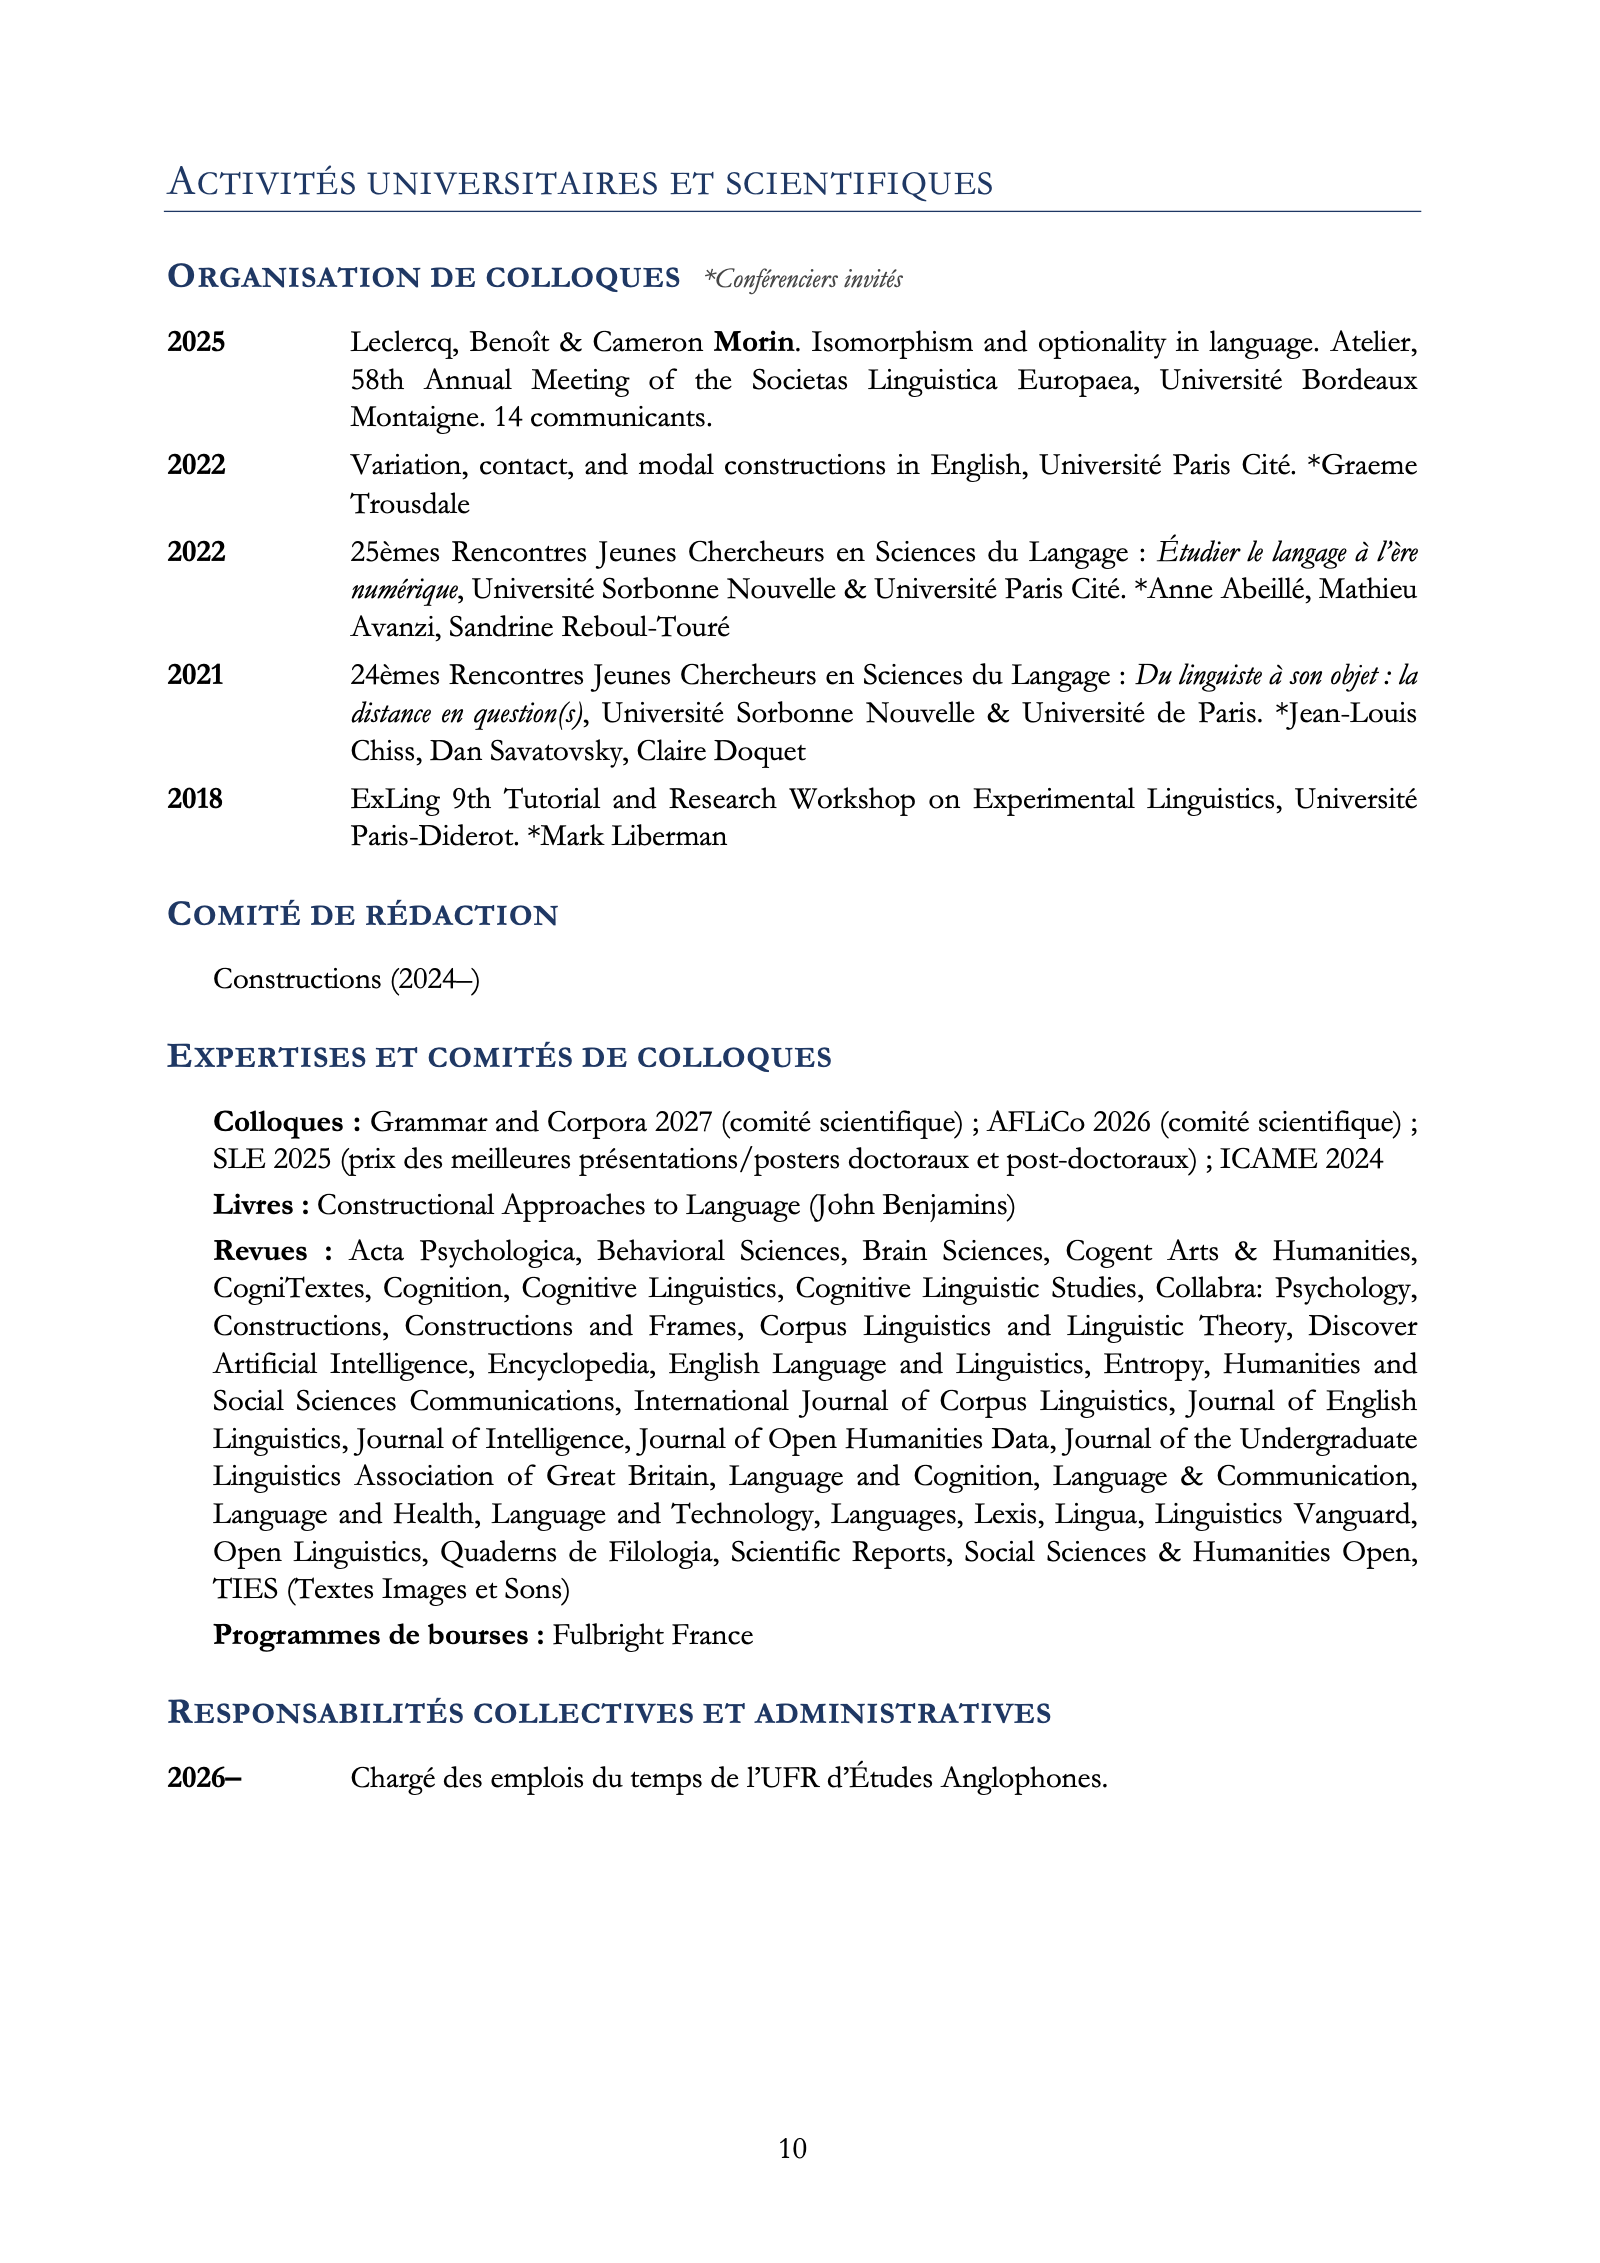 ACTIVITÉS UNIVERSITAIRES ET SCIENTIFIQUES
ORGANISATION DE COLLOQUES *Conférenciers invités
2025 Leclercq, Benoît & Cameron Morin. Isomorphism and optionality in language. Atelier,
58th Annual Meeting of the Societas Linguistica Europaea, Université Bordeaux
Montaigne. 14 communicants.
2022 Variation, contact, and modal constructions in English, Université Paris Cité. *Graeme
Trousdale
2022 25èmes Rencontres Jeunes Chercheurs en Sciences du Langage : Étudier le langage à l’ère
numérique, Université Sorbonne Nouvelle & Université Paris Cité. *Anne Abeillé, Mathieu
Avanzi, Sandrine Reboul-Touré
2021 24èmes Rencontres Jeunes Chercheurs en Sciences du Langage : Du linguiste à son objet : la
distance en question(s), Université Sorbonne Nouvelle & Université de Paris. *Jean-Louis
Chiss, Dan Savatovsky, Claire Doquet
2018 ExLing 9th Tutorial and Research Workshop on Experimental Linguistics, Université
Paris-Diderot. *Mark Liberman
COMITÉ DE RÉDACTION
Constructions (2024–)
EXPERTISES ET COMITÉS DE COLLOQUES
Colloques : Grammar and Corpora 2027 (comité scientifique) ; AFLiCo 2026 (comité scientifique) ;
SLE 2025 (prix des meilleures présentations/posters doctoraux et post-doctoraux) ; ICAME 2024
Livres : Constructional Approaches to Language (John Benjamins)
Revues : Acta Psychologica, Behavioral Sciences, Brain Sciences, Cogent Arts & Humanities,
CogniTextes, Cognition, Cognitive Linguistics, Cognitive Linguistic Studies, Collabra: Psychology,
Constructions, Constructions and Frames, Corpus Linguistics and Linguistic Theory, Discover
Artificial Intelligence, Encyclopedia, English Language and Linguistics, Entropy, Humanities and
Social Sciences Communications, International Journal of Corpus Linguistics, Journal of English
Linguistics, Journal of Intelligence, Journal of Open Humanities Data, Journal of the Undergraduate
Linguistics Association of Great Britain, Language and Cognition, Language & Communication,
Language and Health, Language and Technology, Languages, Lexis, Lingua, Linguistics Vanguard,
Open Linguistics, Quaderns de Filologia, Scientific Reports, Social Sciences & Humanities Open,
TIES (Textes Images et Sons)
Programmes de bourses : Fulbright France
RESPONSABILITÉS COLLECTIVES ET ADMINISTRATIVES
2026– Chargé des emplois du temps de l’UFR d’Études Anglophones.
10